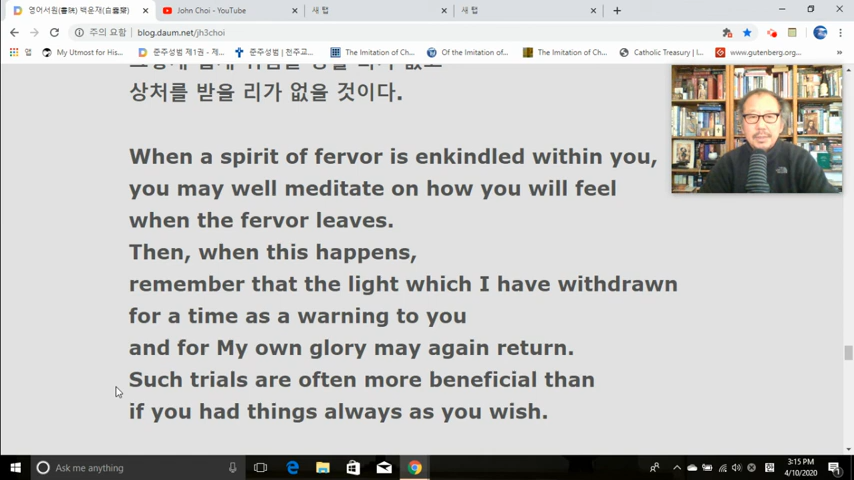 영어서원(書院) 백운재(白雲齋)
John Choi - YouTube
새 탭
새 탭
주의 요함
blog.daum.net/jh3choi
앱
My Utmost for His...
준주성범 제1권 - 제...
준주성범 | 천주교...
The Imitation of Ch...
Of the Imitation of...
The Imitation of Ch...
Catholic Treasury | I...
www.gutenberg.org...
상처를 받을 리가 없을 것이다.
When a spirit of fervor is enkindled within you,
you may well meditate on how you will feel
when the fervor leaves.
Then, when this happens,
remember that the light which I have withdrawn
for a time as a warning to you
and for My own glory may again return.
Such trials are often more beneficial than
if you had things always as you wish.
Ask me anything
3:15 PM
4/10/2020